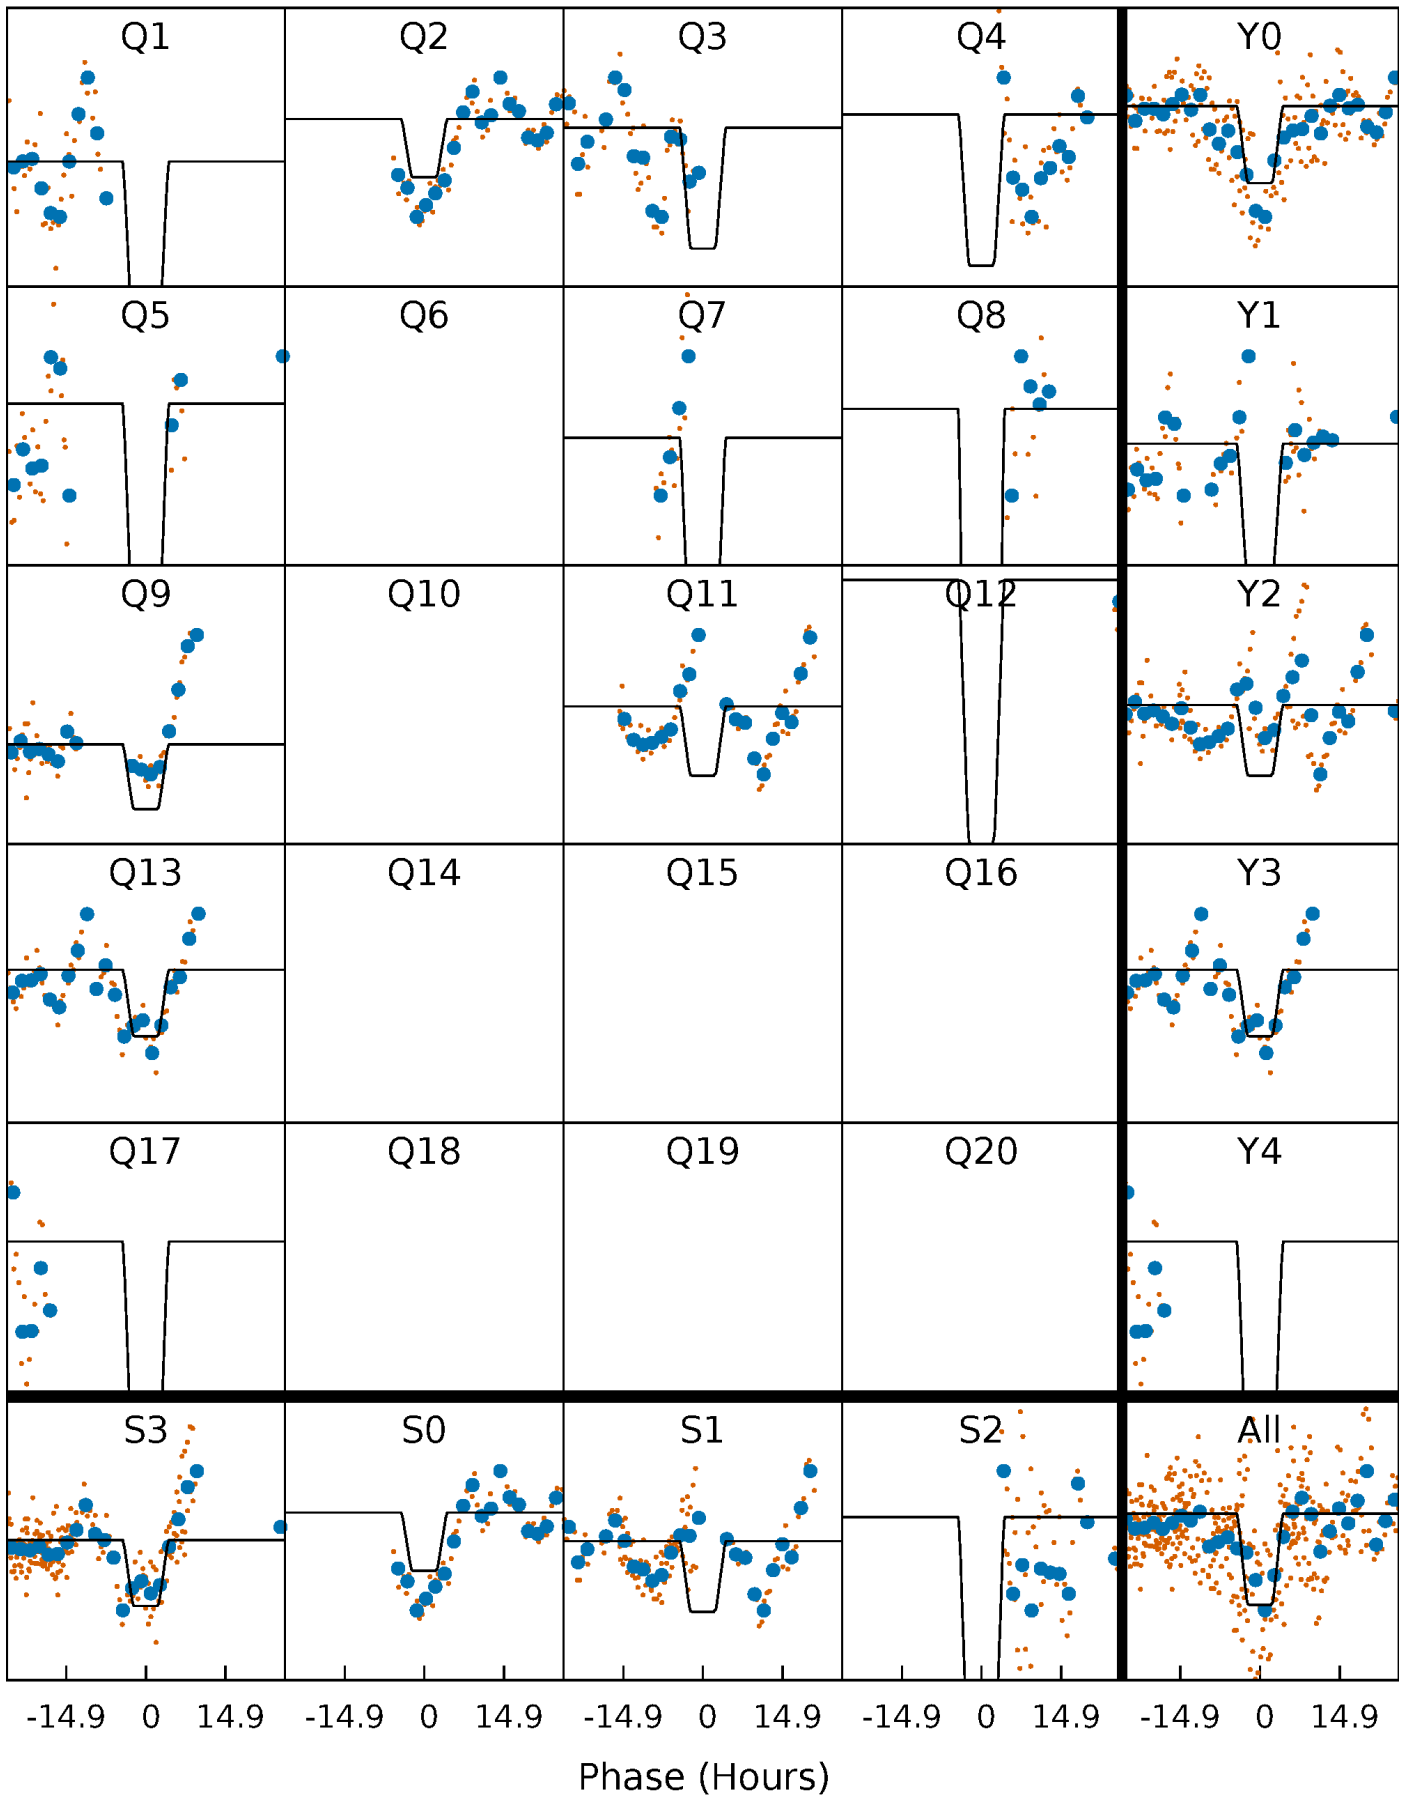 Q1 Q2 Q3 Q4 Y0
Q5 Q6 Q7 Q8 Y1
Q9 Q10 Q11 Q12 Y2
Q13 Q14 Q15 Q16 Y3
Q17 Q18 Q19 Q20 Y4
S3 S0 S1 S2 All
-14.9 0 14.9 -14.9 0 14.9 -14.9 0 14.9 -14.9 0 14.9 -14.9 0 14.9
Phase (Hours)